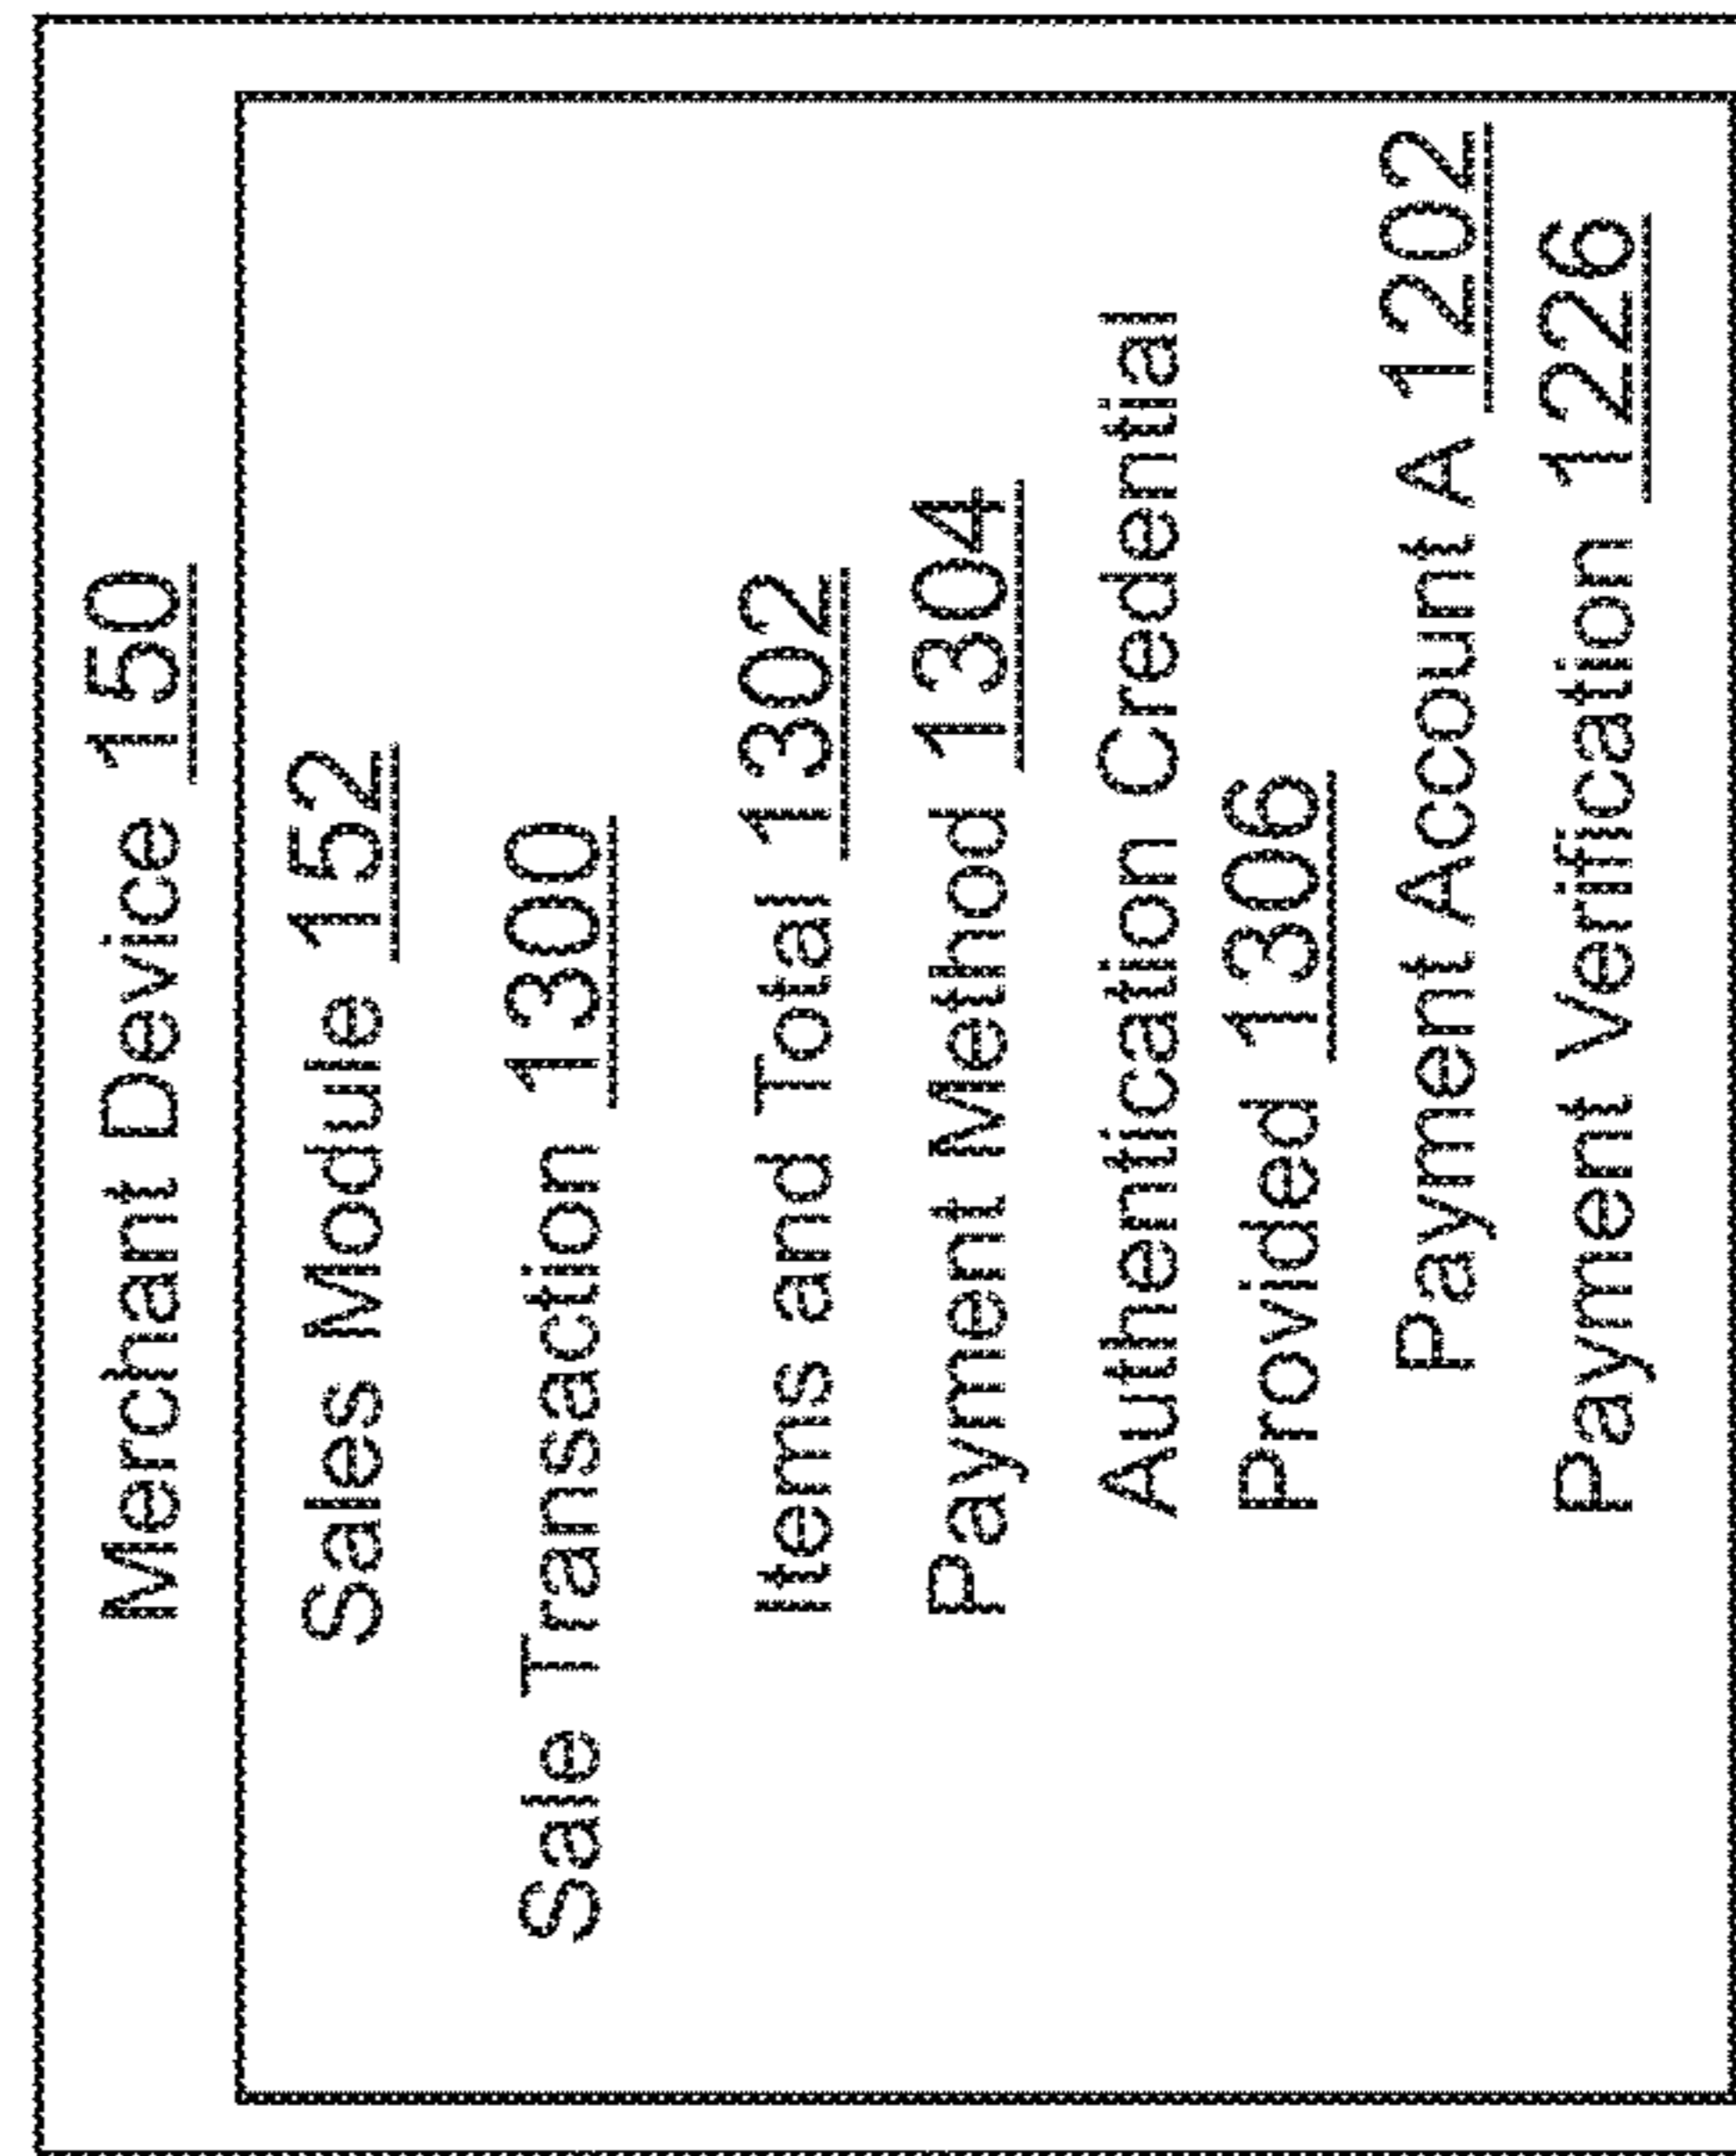 Merchant Device 150
Sales Module 152
Sale Transaction 1300
Items and Total 1302
Payment Method 1304
Authentication Credential
Provided 1306
Payment Account A 1202
Payment Verification 1226